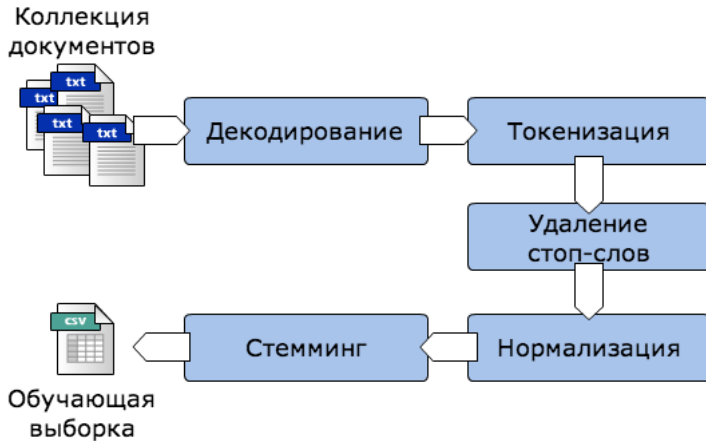 Коллекция
документов
txt
txt
txt
txt
Декодирование
Токенизация
Удаление
стоп-слов
Нормализация
Стемминг
csv
Обучающая
выборка